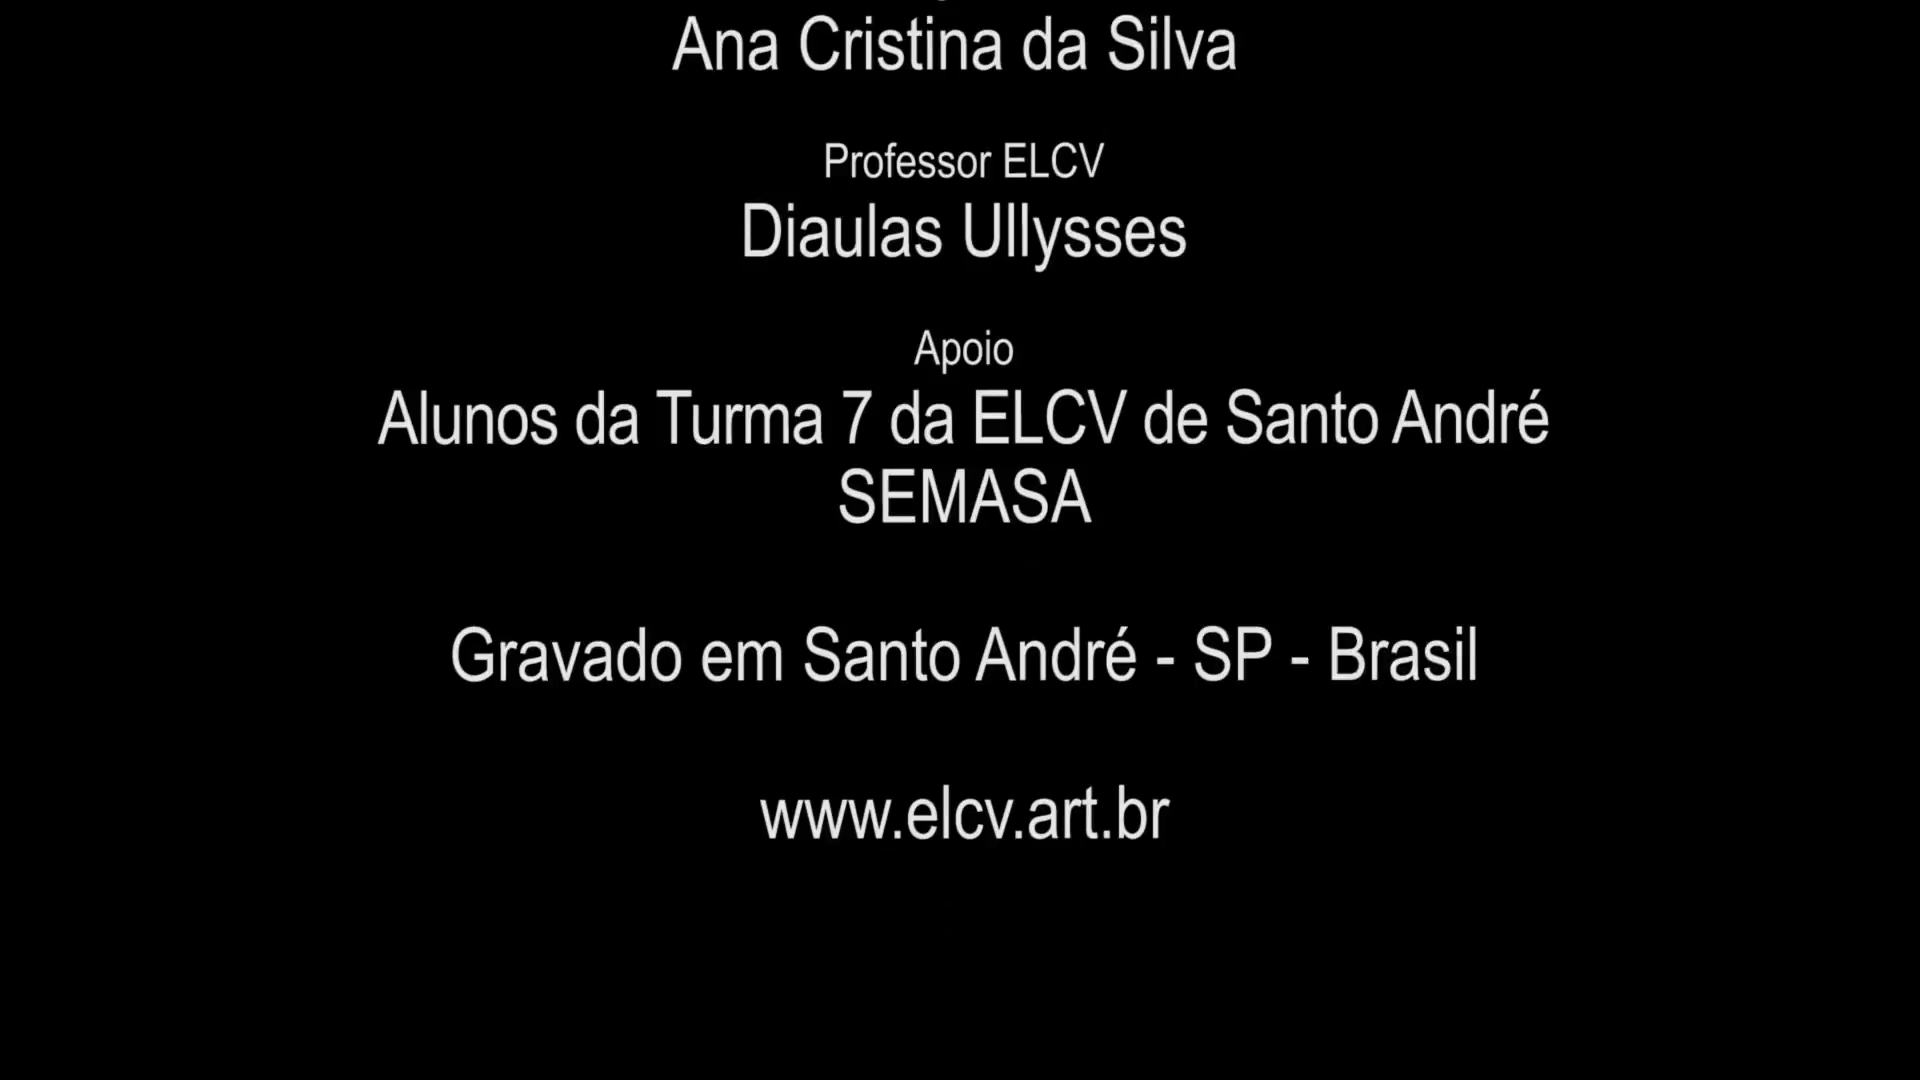 Ana Cristina da Silva
Professor ELCV
Diaulas Ullysses
Apoio
Alunos da Turma 7 da ELCV de Santo André
SEMASA
Gravado em Santo André - SP - Brasil
www.elcv.art.br